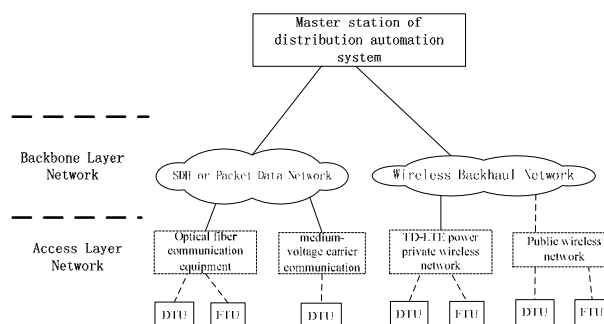 Master station of
distribution automation
system
Backbone Layer
Network
SDH or Packet Data Network
Wireless Backhaul Network
Access Layer
Network
Optical fiber
communication
equipment
medium-
voltage carrier
communication
TD-LTE power
private wireless
network
Public wireless
network
DTU
FTU
DTU
DTU
FTU
DTU
FTU